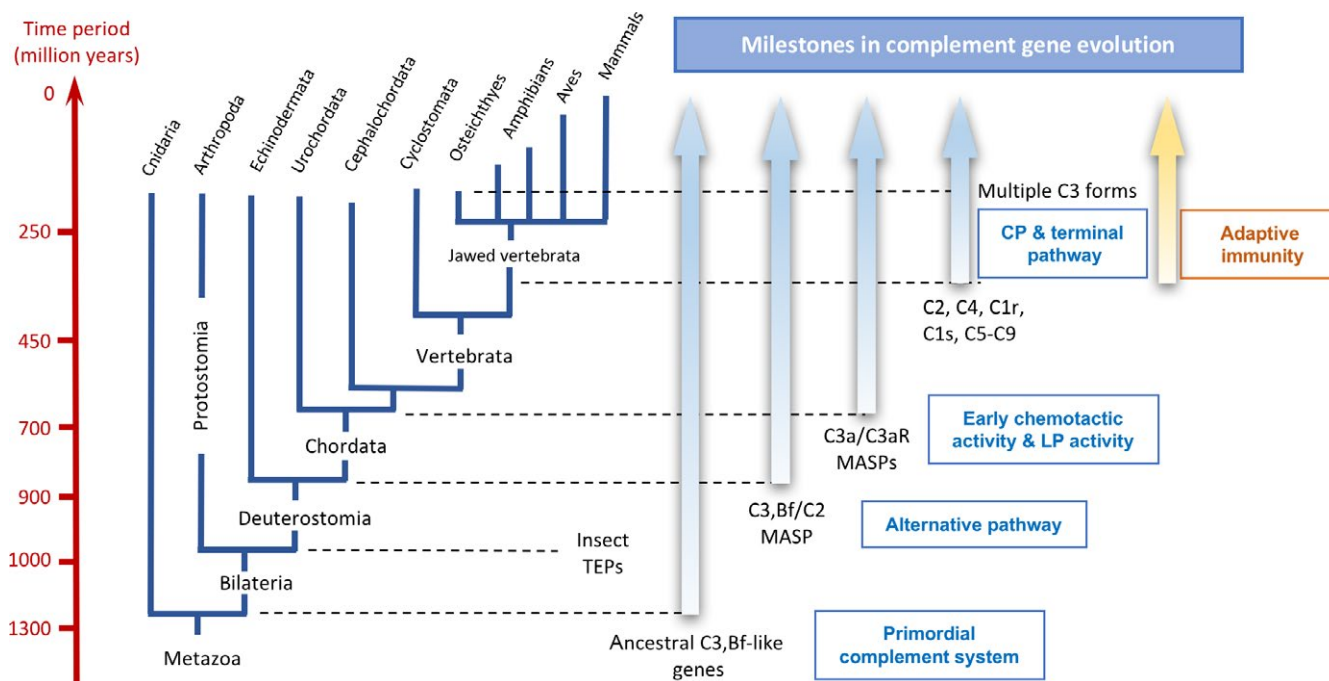 Time period
(million years)
0
250
450
700
900
1000
1300
Cnidaria
Arthropoda
Echinodermata
Urochordata
Cephalochordata
Cyclostomata
Osteichthyes
Amphibians
Aves
Mammals
Jawed vertebrata
Vertebrata
Protostomia
Chordata
Deuterostomia
Bilateria
Metazoa
Milestones in complement gene evolution
Multiple C3 forms
CP & terminal
pathway
Adaptive
immunity
C2, C4, C1r,
C1s, C5-C9
C3a/C3aR
MASPs
Early chemotactic
activity & LP activity
C3,Bf/C2
MASP
Alternative pathway
Insect
TEPs
Ancestral C3,Bf-like
genes
Primordial
complement system